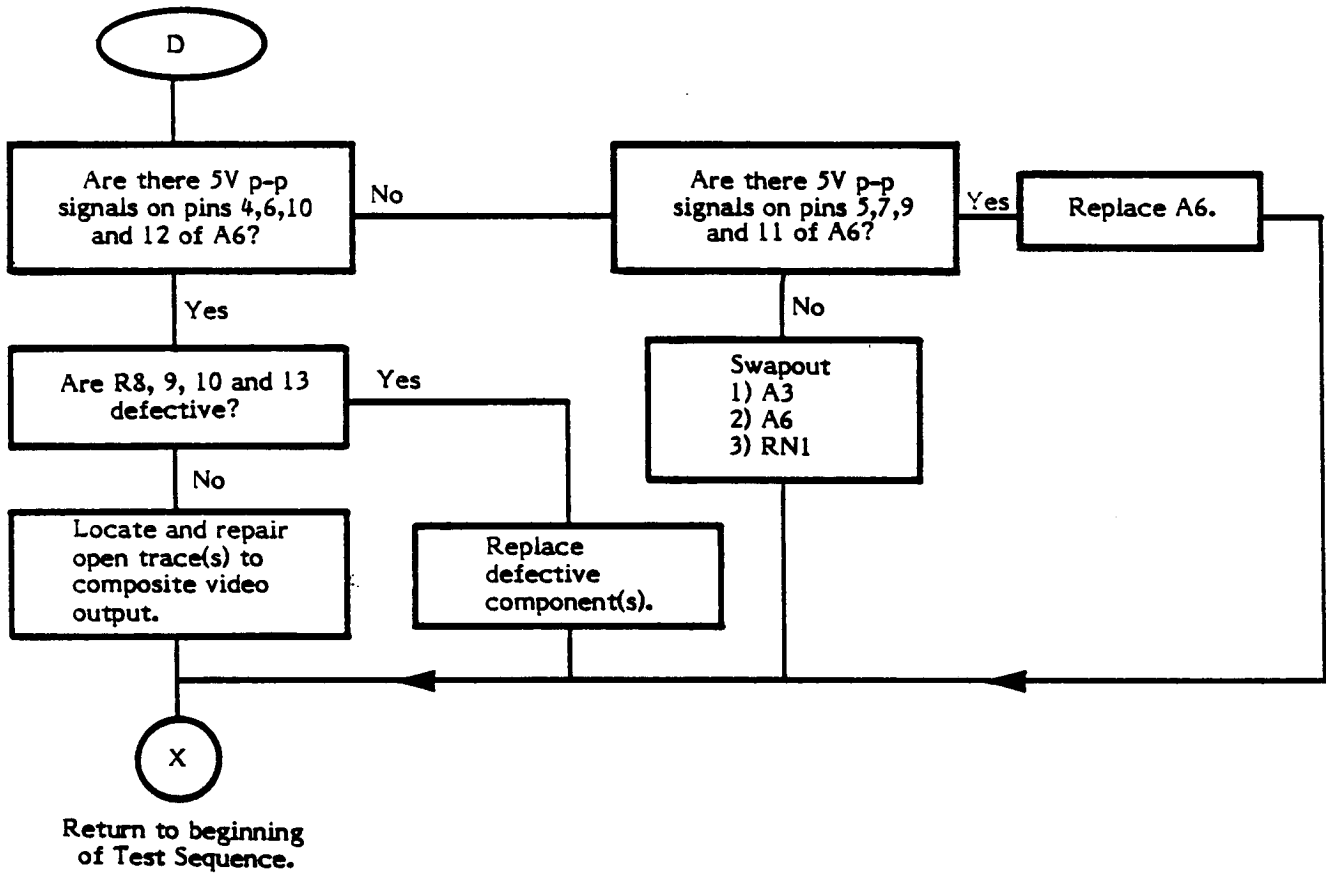 D
Are there 5V p-p
signals on pins 4,6,10
and 12 of A6?
No
Are there 5V p-p
signals on pins 5,7,9
and 11 of A6?
Yes
Replace A6.
Yes
No
Are R8, 9, 10 and 13
defective?
Yes
Swapout
1) A3
2) A6
3) RN1
No
Locate and repair
open trace(s) to
composite video
output.
Replace
defective
component(s).
X
Return to beginning
of Test Sequence.